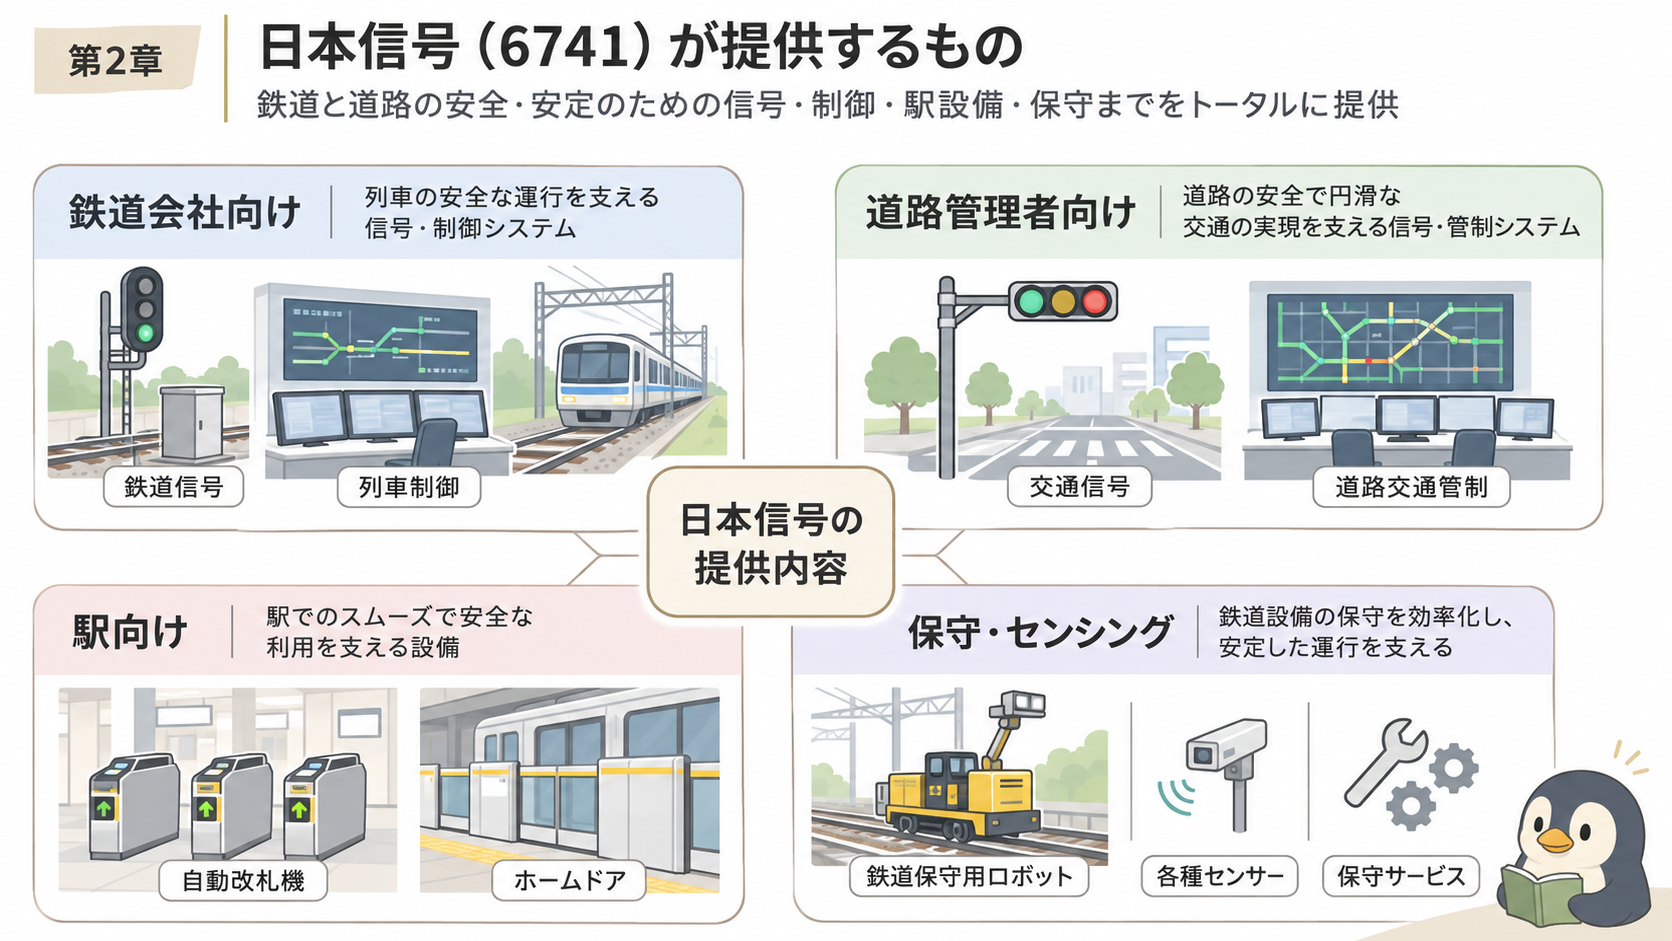 第2章
日本信号（6741）が提供するもの
鉄道と道路の安全・安定のための信号・制御・駅設備・保守までをトータルに提供
鉄道会社向け
列車の安全な運行を支える
信号・制御システム
鉄道信号
列車制御
道路管理者向け
道路の安全で円滑な
交通の実現を支える信号・管制システム
交通信号
道路交通管制
日本信号の
提供内容
駅向け
駅でのスムーズで安全な
利用を支える設備
自動改札機
ホームドア
保守・センシング
鉄道設備の保守を効率化し、
安定した運行を支える
鉄道保守用ロボット
各種センサー
保守サービス